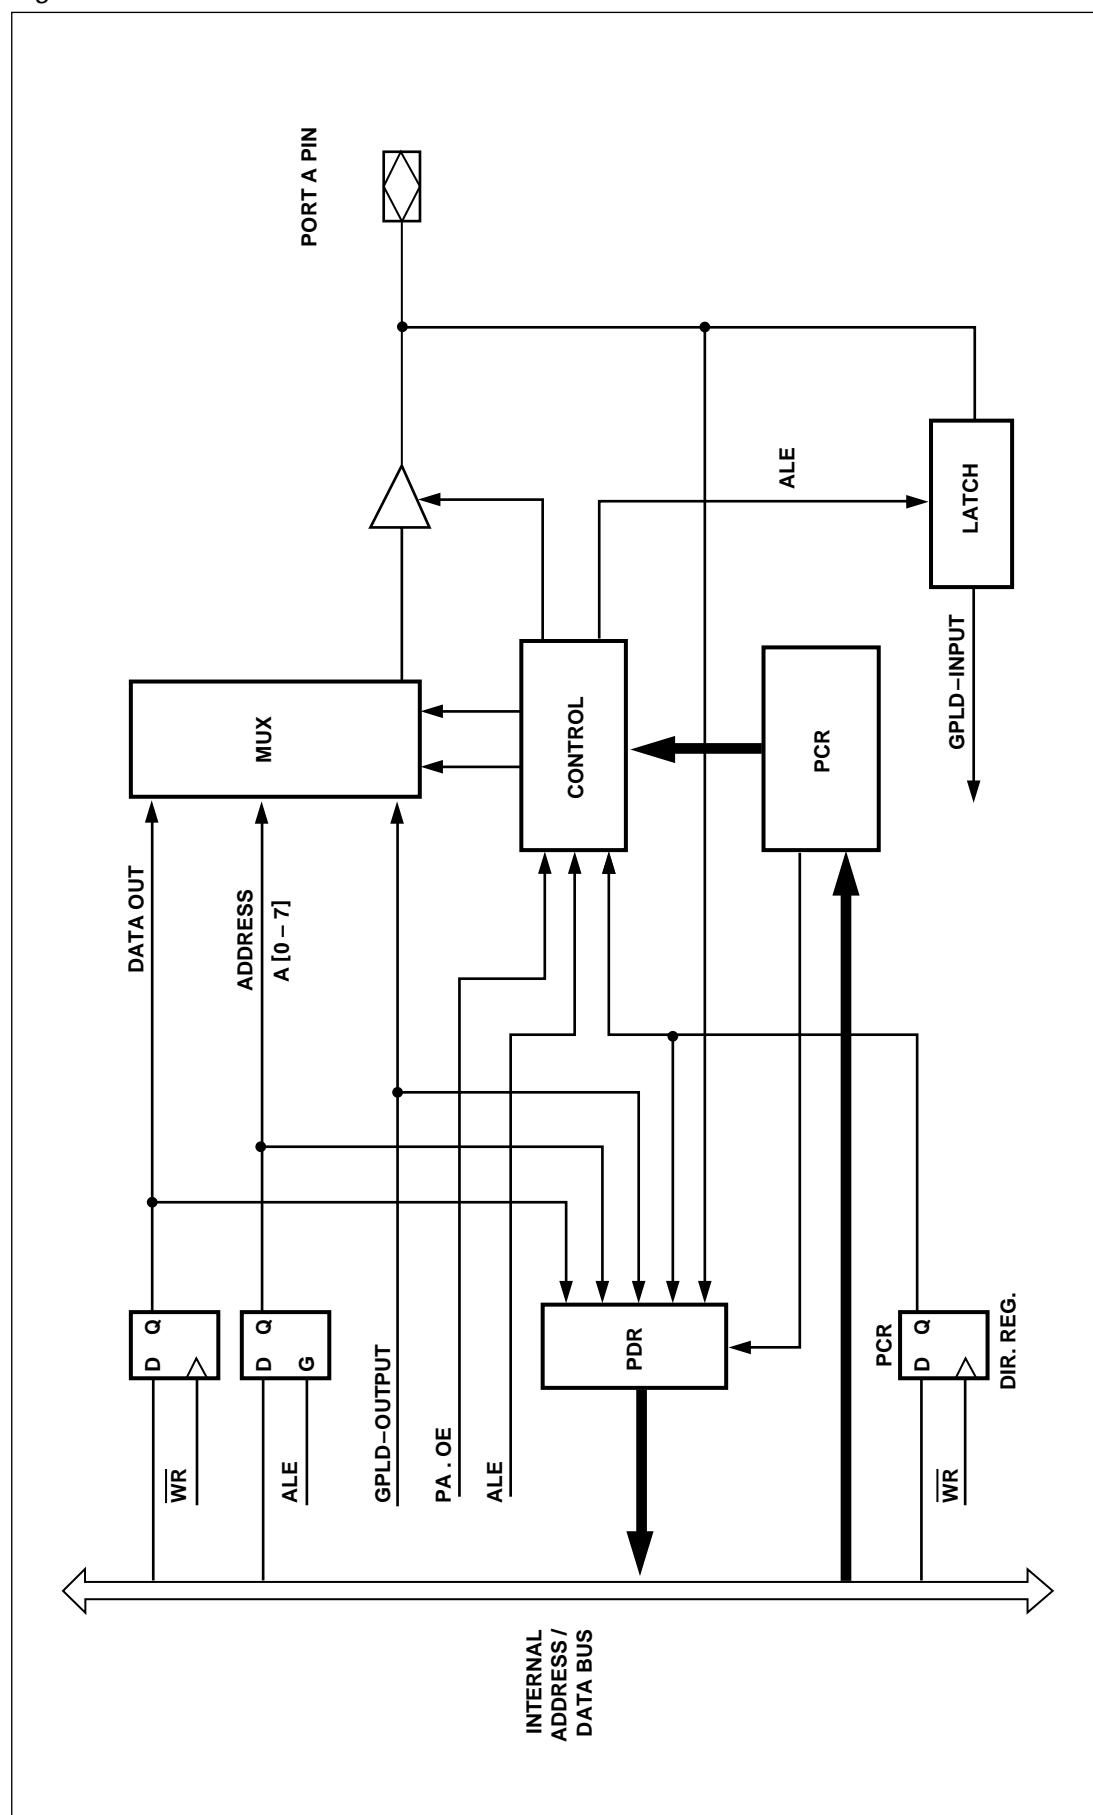 INTERNAL
ADDRESS /
DATA BUS
WR
D Q
DATA OUT
ALE
D Q
G
ADDRESS
A [0 – 7]
MUX
PORT A PIN
GPLD–OUTPUT
PA . OE
ALE
CONTROL
PDR
ALE
PCR
LATCH
GPLD–INPUT
WR
PCR
D Q
DIR. REG.